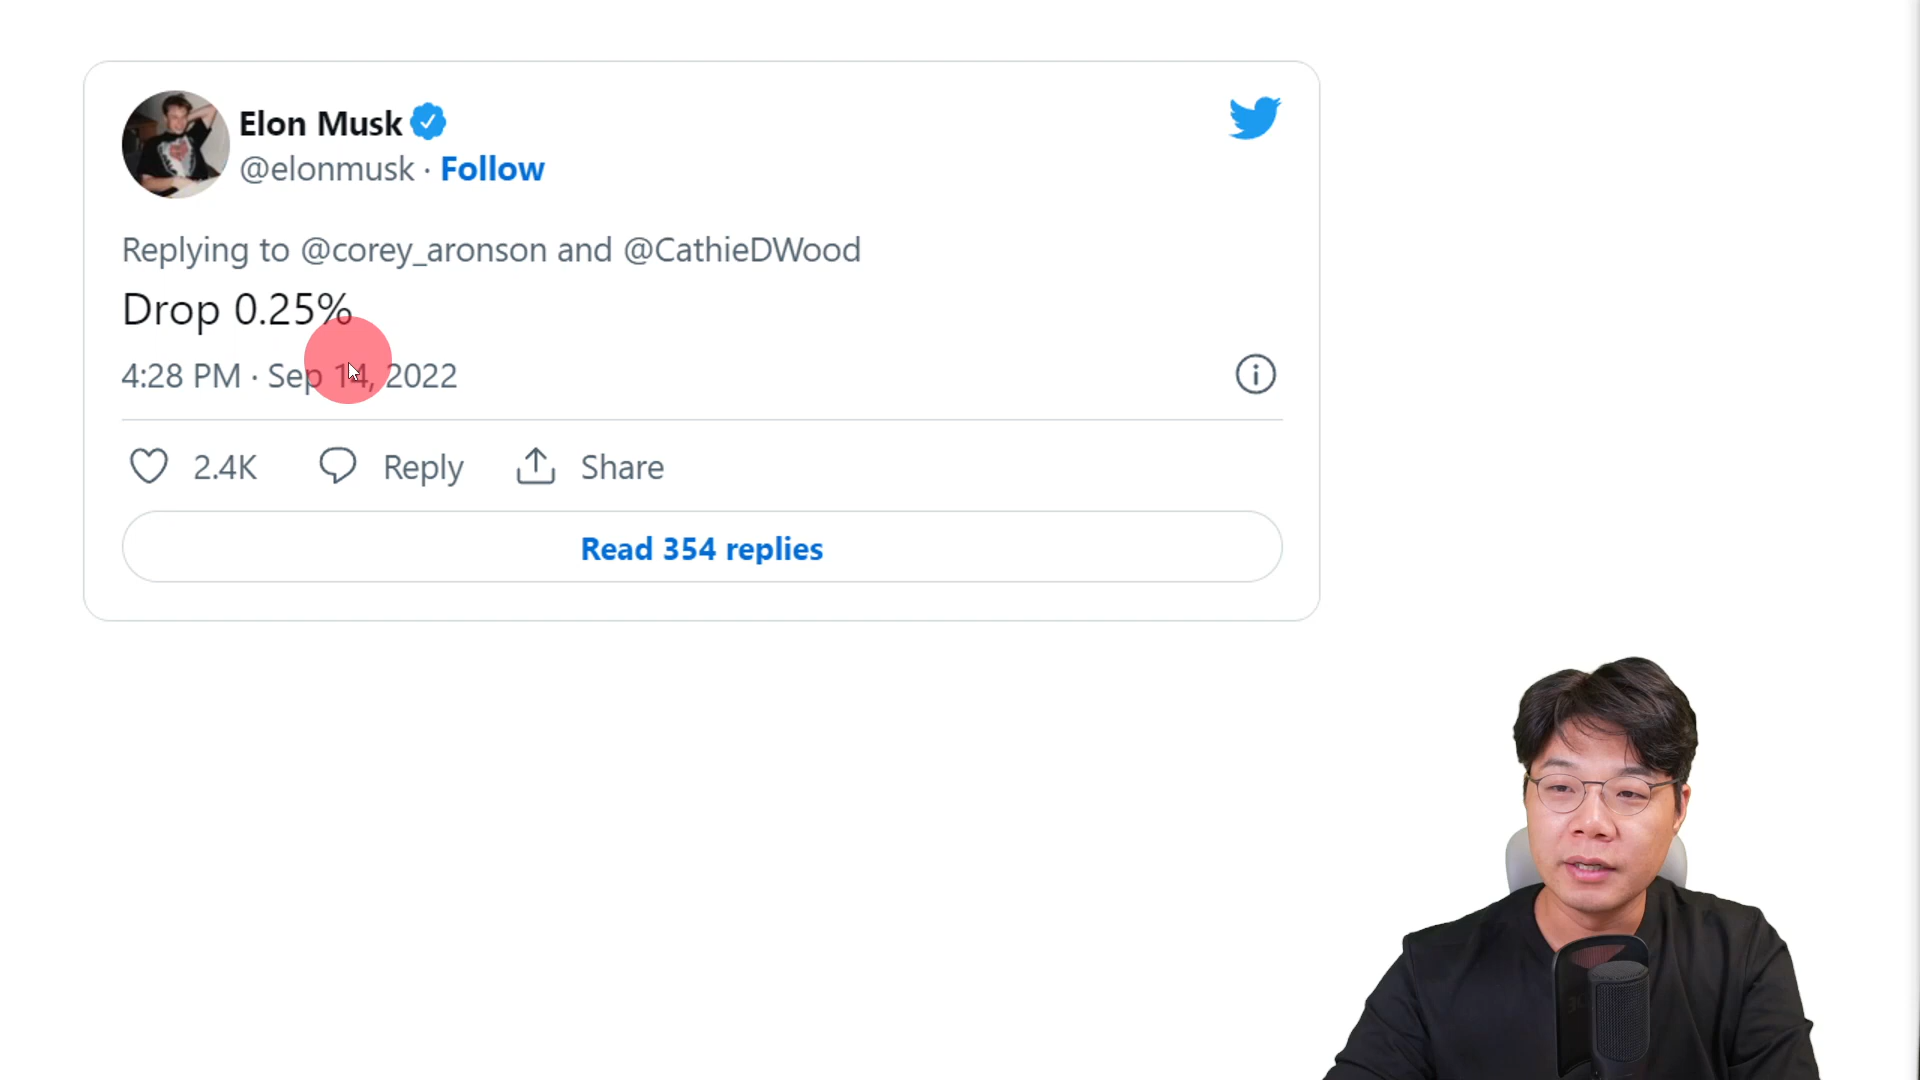 Elon Musk
@elonmusk · Follow
Replying to @corey_aronson and @CathieDWood
Drop 0.25%
4:28 PM · Sep 14, 2022
2.4K Reply Share
Read 354 replies